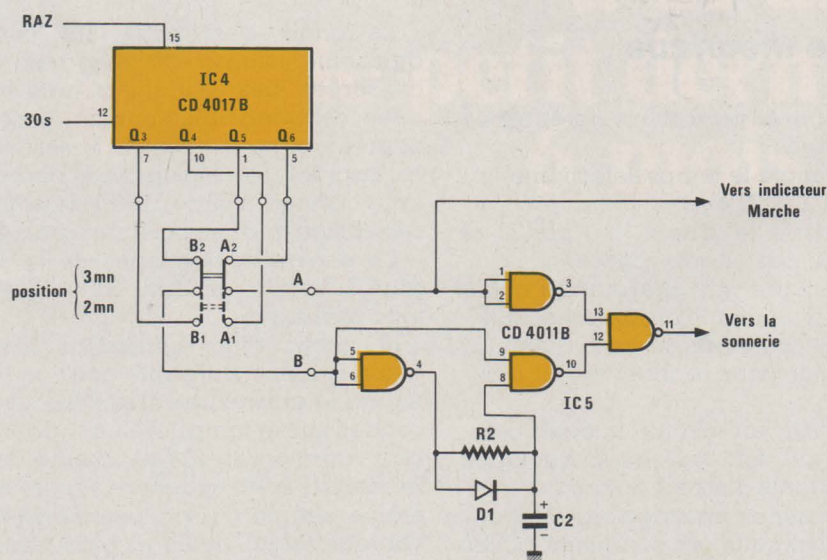 RAZ
15
IC4
CD 4017B
30s
12
Q3 Q4 Q5 Q6
7 10 1 5
Vers indicateur
Marche
B2 A2
position { 3mn
2mn
B1 A1
A
1
2
3
CD 4011B
13
12
11
Vers la
sonnerie
B
5
6
4
9
8
10
IC5
R2
D1
+
C2
-